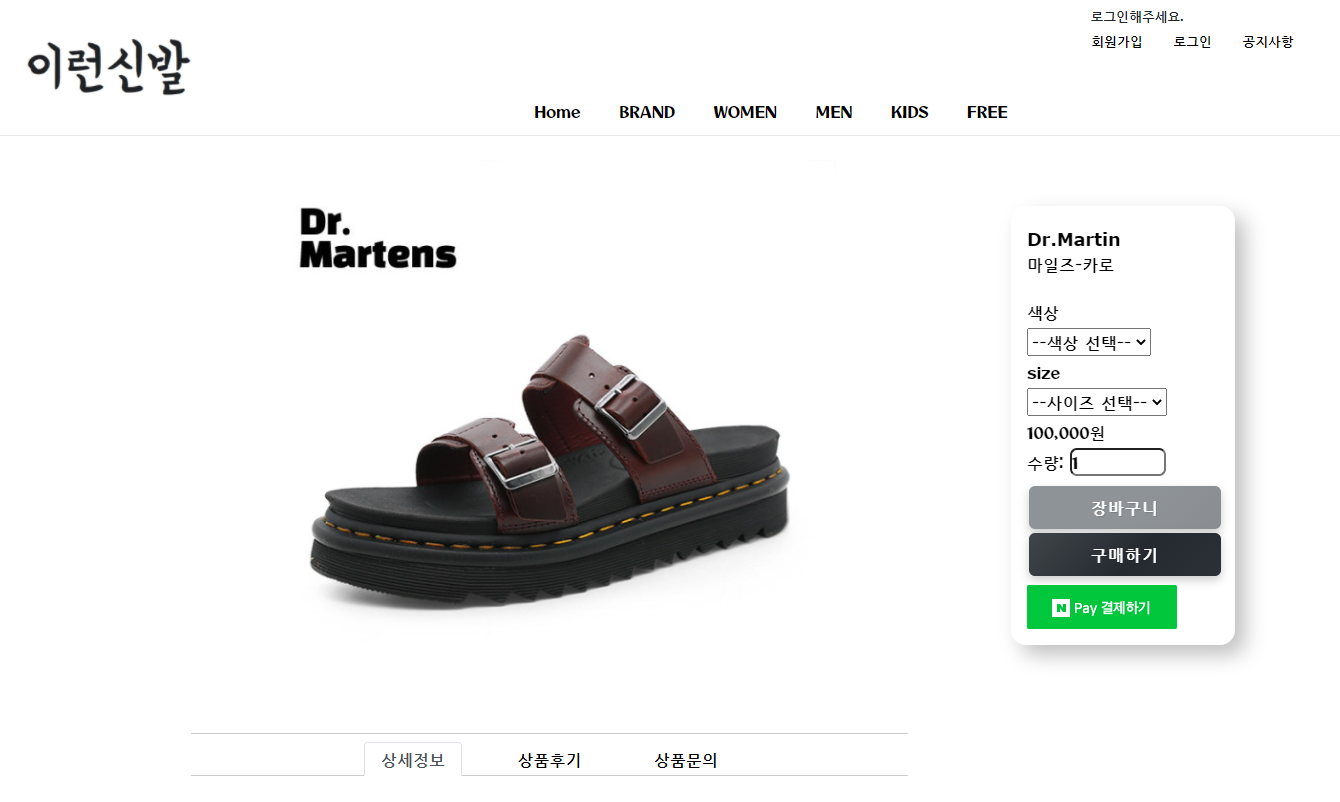 로그인해주세요.
회원가입 로그인 공지사항
이런신발
Home BRAND WOMEN MEN KIDS FREE
Dr.
Martens
Dr.Martin
마일즈-카로
색상
--색상 선택--
size
--사이즈 선택--
100,000원
수량: 1
장바구니
구매하기
N Pay 결제하기
상세정보 상품후기 상품문의